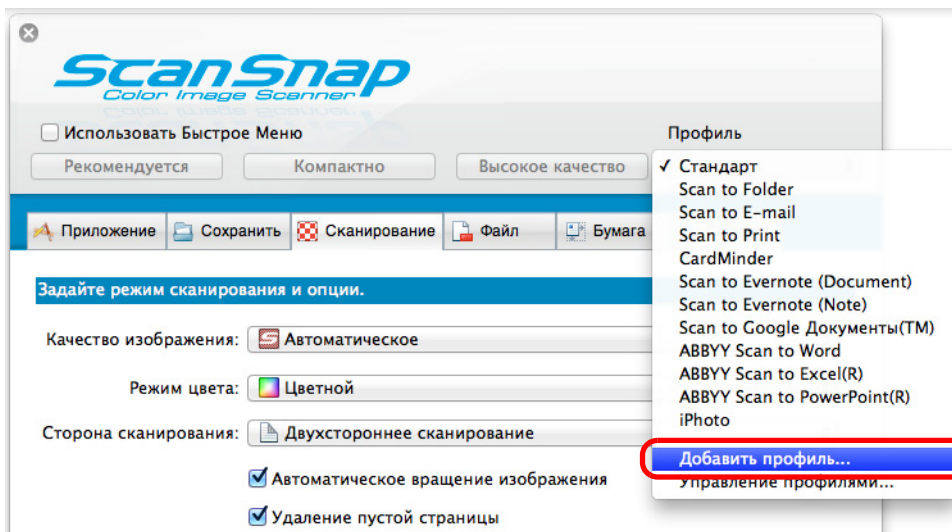 ScanSnap
Color Image Scanner
Использовать Быстрое Меню
Профиль
Рекомендуется
Компактно
Высокое качество
✓ Стандарт
Scan to Folder
Scan to E-mail
Scan to Print
CardMinder
Scan to Evernote (Document)
Scan to Evernote (Note)
Scan to Google Документы(TM)
ABBYY Scan to Word
ABBYY Scan to Excel(R)
ABBYY Scan to PowerPoint(R)
iPhoto
Добавить профиль...
Управление профилями...
Приложение
Сохранить
Сканирование
Файл
Бумага
Задайте режим сканирования и опции.
Качество изображения: Автоматическое
Режим цвета: Цветной
Сторона сканирования: Двухстороннее сканирование
Автоматическое вращение изображения
Удаление пустой страницы